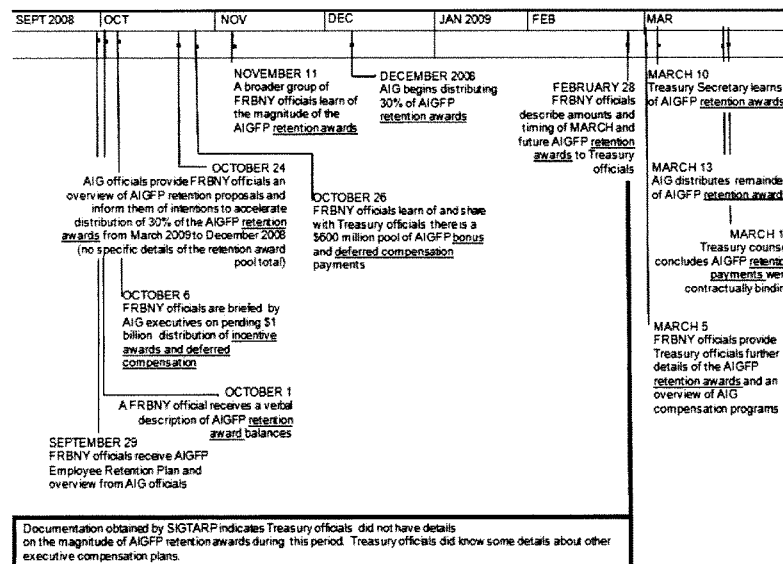 SEPT 2008 OCT NOV DEC JAN 2009 FEB MAR
NOVEMBER 11
A broader group of
FRBNY officials learn of
the magnitude of the
AIGFP retention awards
DECEMBER 2008
AIG begins distributing
30% of AIGFP
retention awards
FEBRUARY 28
FRBNY officials
describe amounts and
timing of MARCH and
future AIGFP retention
awards to Treasury
officials
MARCH 10
Treasury Secretary learns
of AIGFP retention awards
OCTOBER 24
AIG officials provide FRBNY officials an
overview of AIGFP retention proposals and
inform them of intentions to accelerate
distribution of 30% of the AIGFP retention
awards from March 2009 to December 2008
(no specific details of the retention award
pool total)
OCTOBER 26
FRBNY officials learn of and share
with Treasury officials there is a
$600 million pool of AIGFP bonus
and deferred compensation
payments
MARCH 13
AIG distributes remainde
of AIGFP retention award
MARCH 1
Treasury counse
concludes AIGFP retentio
payments wer
contractually bindin
OCTOBER 6
FRBNY officials are briefed by
AIG executives on pending $1
billion distribution of incentive
awards and deferred
compensation
MARCH 5
FRBNY officials provide
Treasury officials further
details of the AIGFP
retention awards and an
overview of AIG
compensation programs
OCTOBER 1
A FRBNY official receives a verbal
description of AIGFP retention
award balances
SEPTEMBER 29
FRBNY officials receive AIGFP
Employee Retention Plan and
overview from AIG officials
Documentation obtained by SIGTARP indicates Treasury officials did not have details
on the magnitude of AIGFP retention awards during this period. Treasury officials did know some details about other
executive compensation plans.